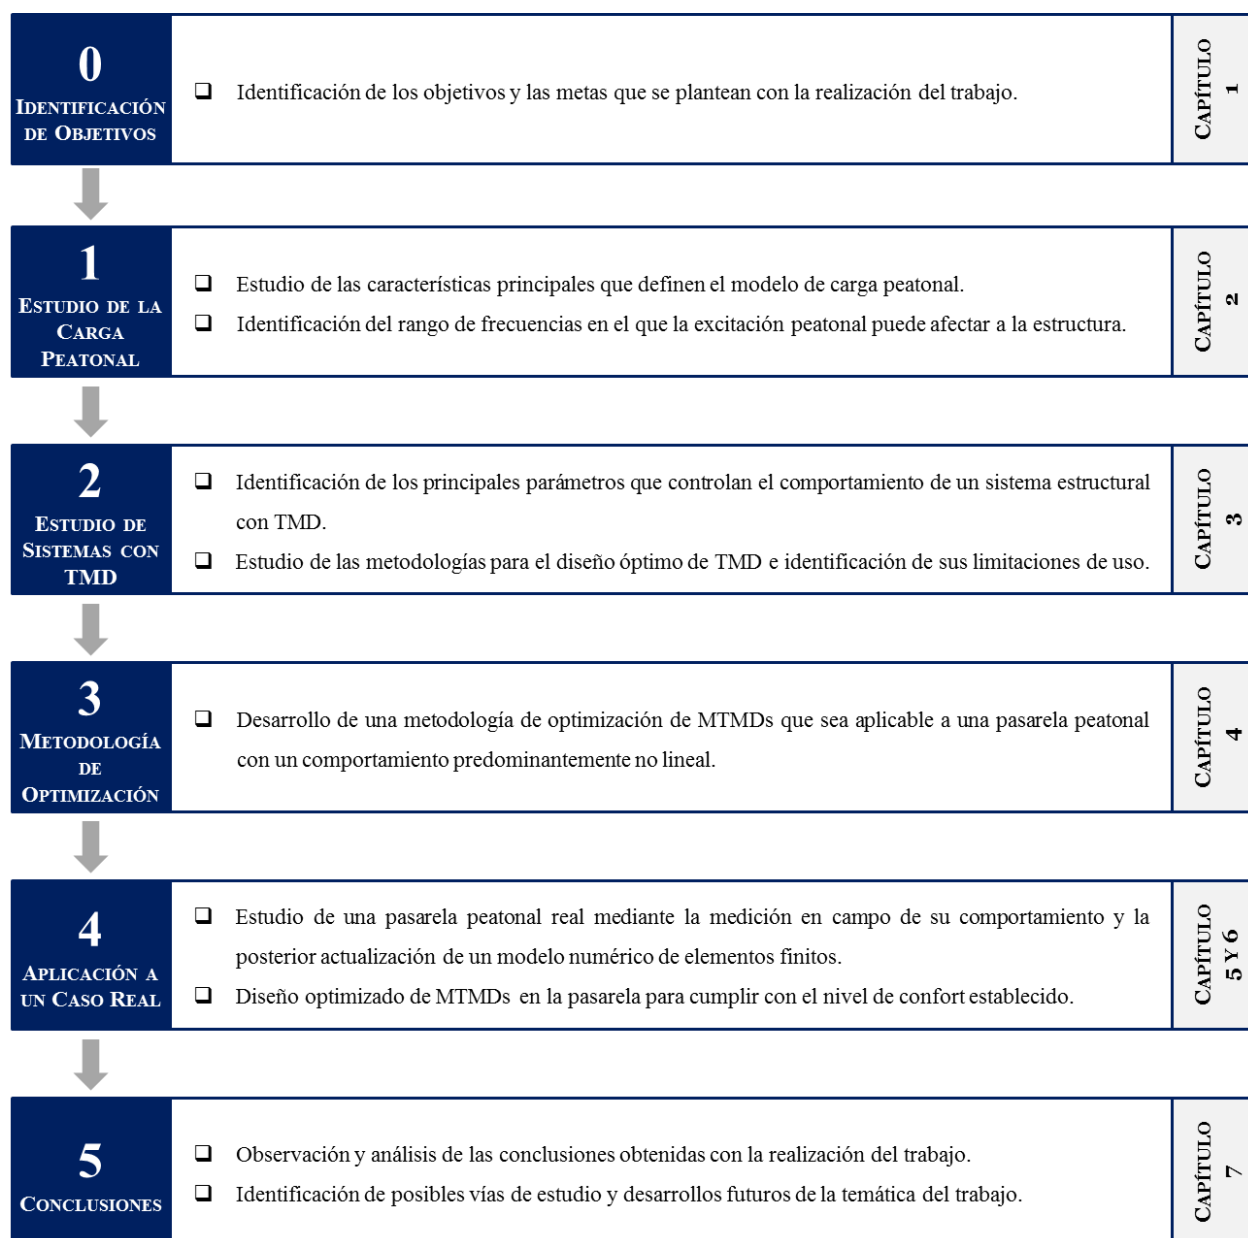 0
IDENTIFICACIÓN
DE OBJETIVOS
❑ Identificación de los objetivos y las metas que se plantean con la realización del trabajo.
CAPÍTULO
1
1
ESTUDIO DE LA
CARGA
PEATONAL
❑ Estudio de las características principales que definen el modelo de carga peatonal.
❑ Identificación del rango de frecuencias en el que la excitación peatonal puede afectar a la estructura.
CAPÍTULO
2
2
ESTUDIO DE
SISTEMAS CON
TMD
❑ Identificación de los principales parámetros que controlan el comportamiento de un sistema estructural
con TMD.
❑ Estudio de las metodologías para el diseño óptimo de TMD e identificación de sus limitaciones de uso.
CAPÍTULO
3
3
METODOLOGÍA
DE
OPTIMIZACIÓN
❑ Desarrollo de una metodología de optimización de MTMDs que sea aplicable a una pasarela peatonal
con un comportamiento predominantemente no lineal.
CAPÍTULO
4
4
APLICACIÓN A
UN CASO REAL
❑ Estudio de una pasarela peatonal real mediante la medición en campo de su comportamiento y la
posterior actualización de un modelo numérico de elementos finitos.
❑ Diseño optimizado de MTMDs en la pasarela para cumplir con el nivel de confort establecido.
CAPÍTULO
5 Y 6
5
CONCLUSIONES
❑ Observación y análisis de las conclusiones obtenidas con la realización del trabajo.
❑ Identificación de posibles vías de estudio y desarrollos futuros de la temática del trabajo.
CAPÍTULO
7